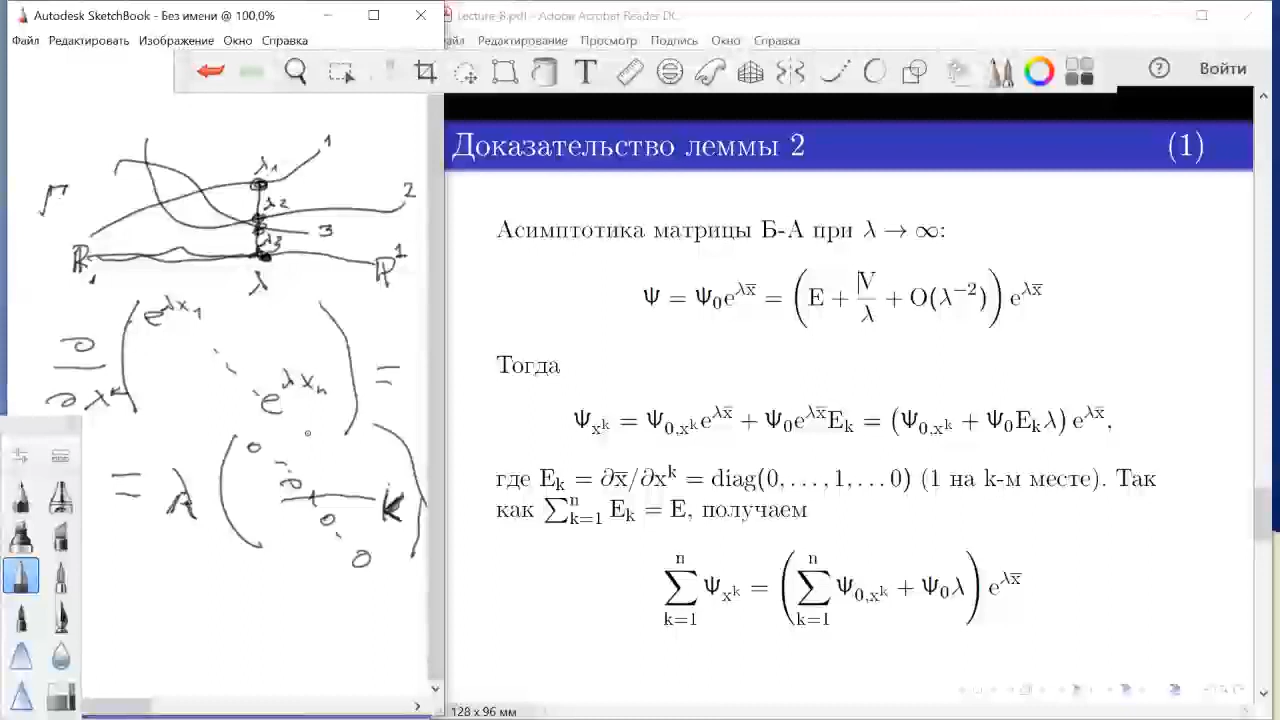 Autodesk SketchBook - Без имени @ 100,0%
Файл Редактировать Изображение Окно Справка
Lecture_8.pdf - Adobe Acrobat Reader DC
Файл Редактирование Просмотр Подпись Окно Справка
Войти
Доказательство леммы 2 (1)
Асимптотика матрицы Б-А при λ → ∞:
Ψ = Ψ₀e^{λx̄} = (E + V/λ + O(λ⁻²)) e^{λx̄}
Тогда
Ψ_{x^k} = Ψ_{0,x^k}e^{λx̄} + Ψ₀e^{λx̄}E_k = (Ψ_{0,x^k} + Ψ₀E_kλ) e^{λx̄},
где E_k = ∂x̄/∂x^k = diag(0, . . . , 1, . . . 0) (1 на k-м месте). Так
как ∑_{k=1}^{n} E_k = E, получаем
∑_{k=1}^{n} Ψ_{x^k} = (∑_{k=1}^{n} Ψ_{0,x^k} + Ψ₀λ) e^{λx̄}
Γ λ₁ 1
λ₂ 2
λ₃ 3
λ
∂/∂x^k (e^{λx₁} ⋱ e^{λxₙ}) =
= λ (0 ⋱ 0 1 0 ⋱ 0) k
128 x 96 мм